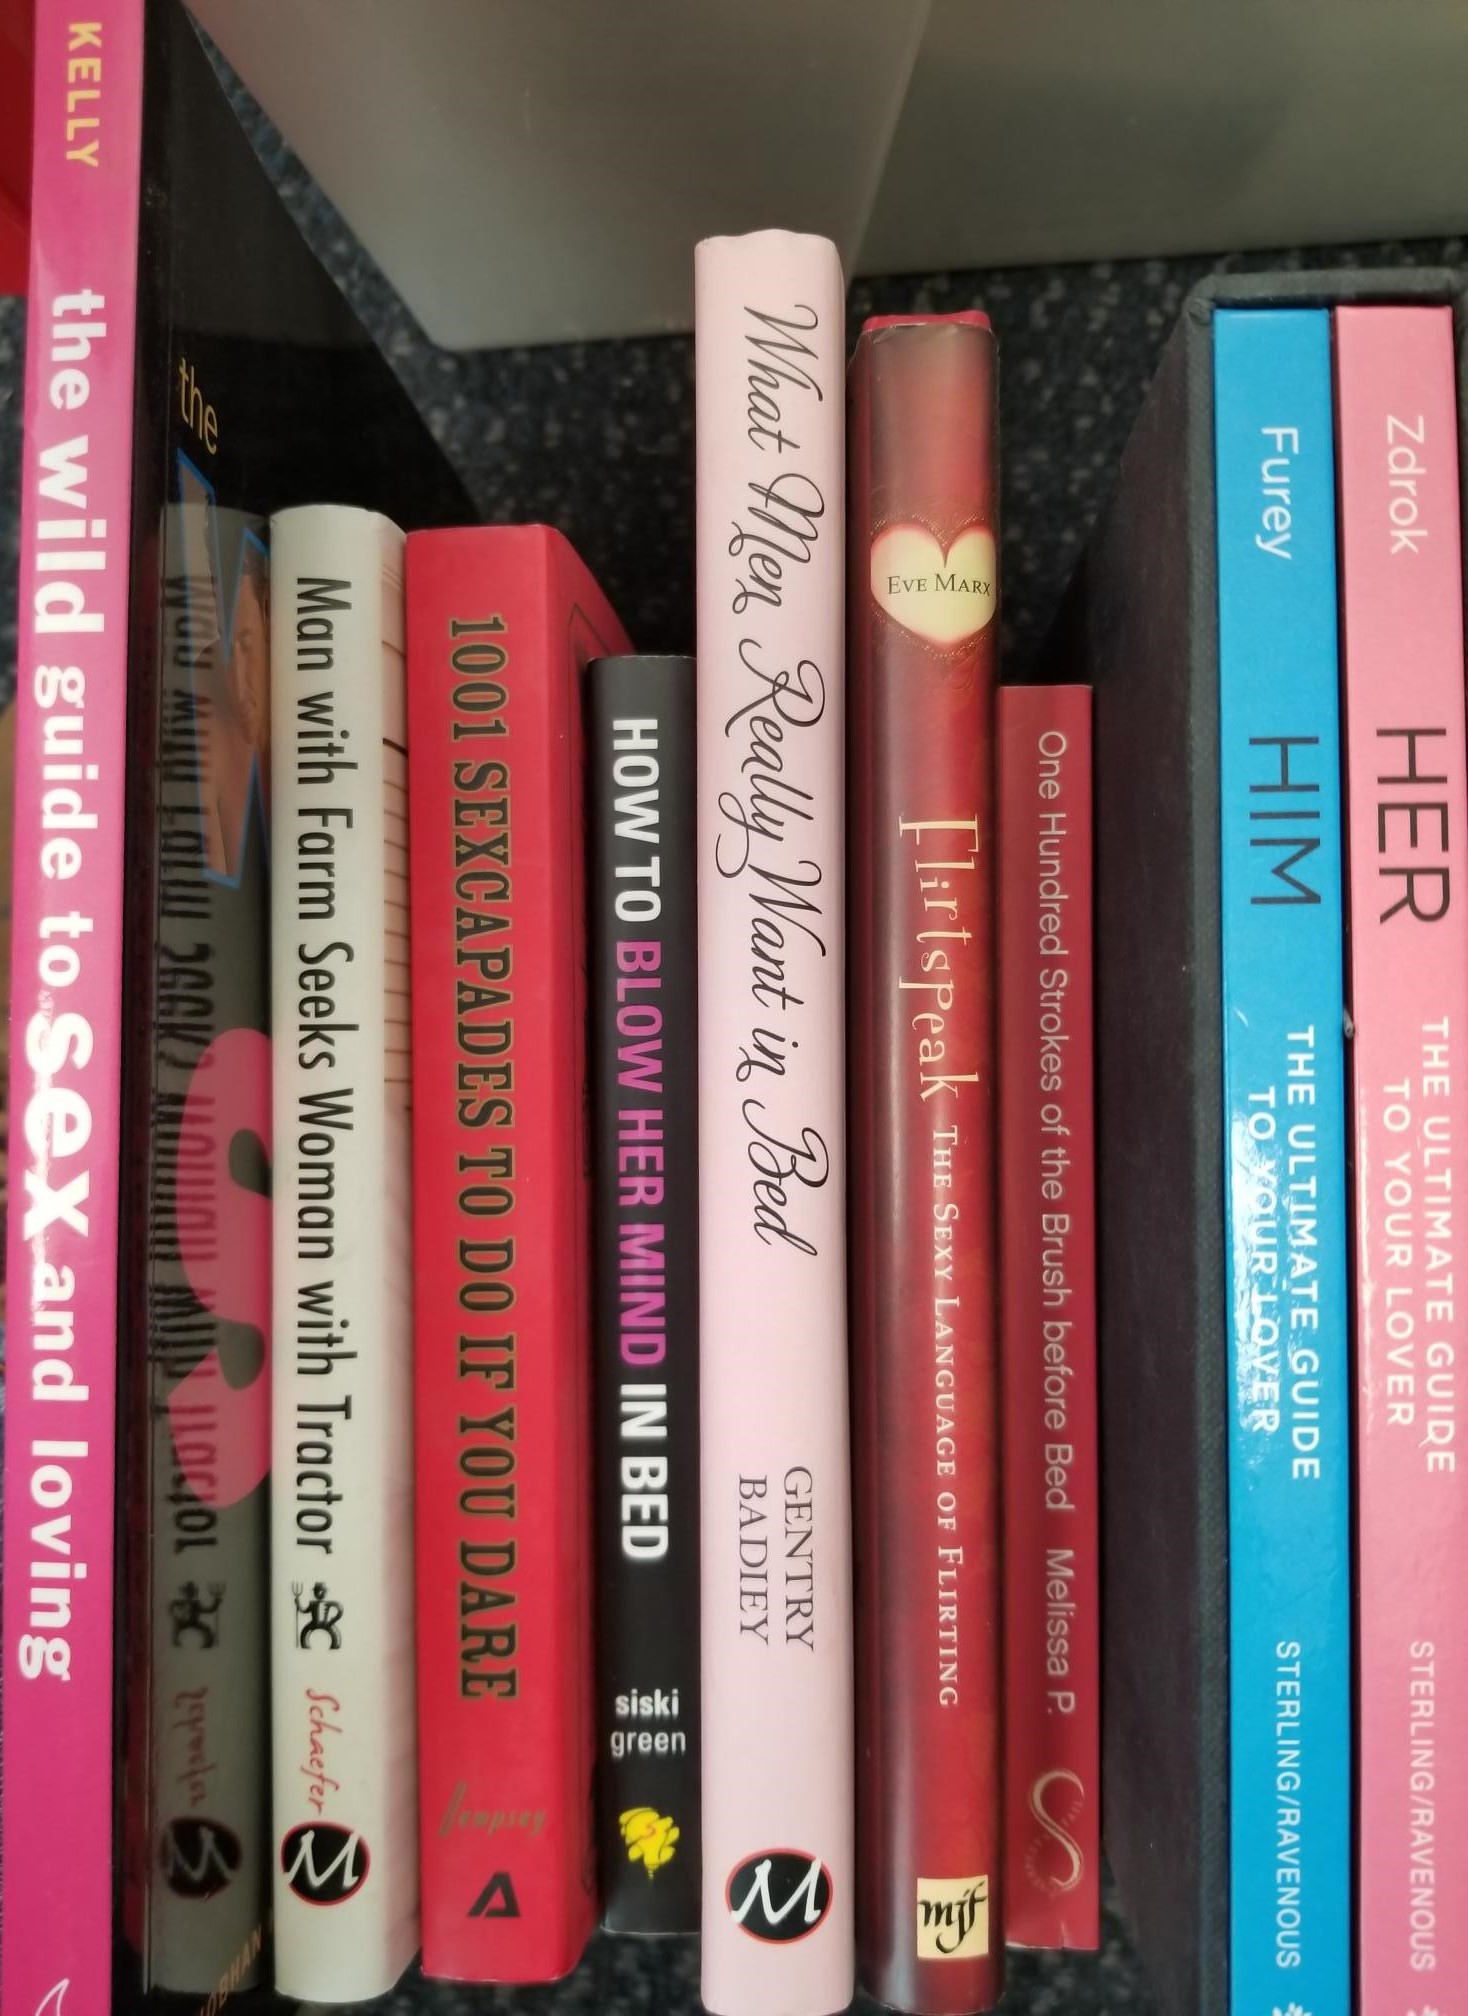 KELLY
the wild guide to sex and loving
the
Man with Farm Seeks Woman with Tractor
Schaefer
M
1001 SEXCAPADES TO DO IF YOU DARE
Dempsey
A
HOW TO BLOW HER MIND IN BED
siski
green
What Men Really Want in Bed
GENTRY
BADIEY
M
EVE MARX
Flirtspeak THE SEXY LANGUAGE OF FLIRTING
mjf
One Hundred Strokes of the Brush before Bed Melissa P.
Furey
HIM
THE ULTIMATE GUIDE
TO YOUR LOVER
STERLING/RAVENOUS
Zdrok
HER
THE ULTIMATE GUIDE
TO YOUR LOVER
STERLING/RAVENOUS